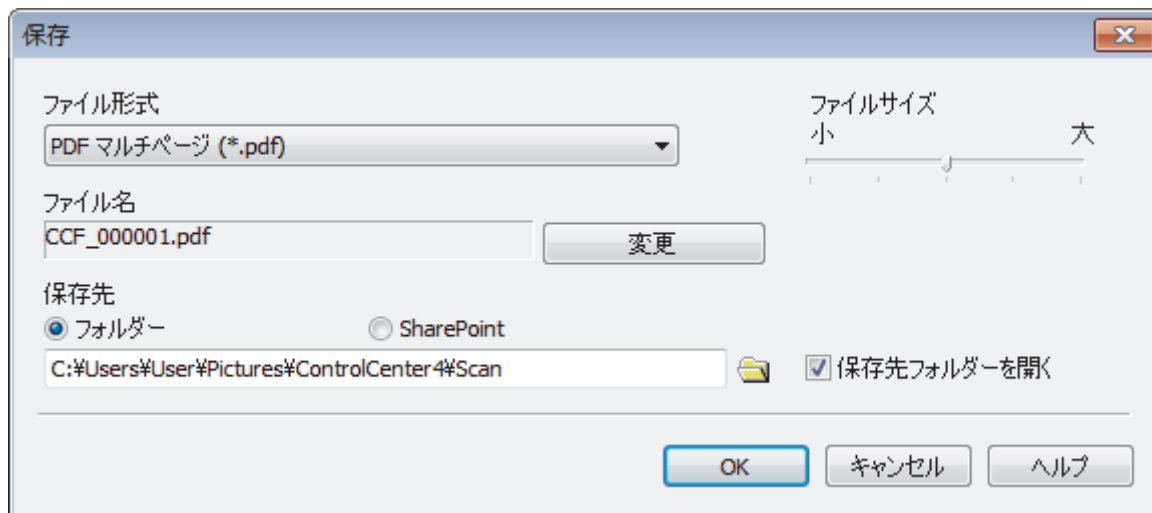 保存
ファイル形式
PDF マルチページ (*.pdf)
ファイルサイズ
小 大
ファイル名
CCF_000001.pdf
変更
保存先
フォルダー SharePoint
C:¥Users¥User¥Pictures¥ControlCenter4¥Scan
保存先フォルダーを開く
OK キャンセル ヘルプ